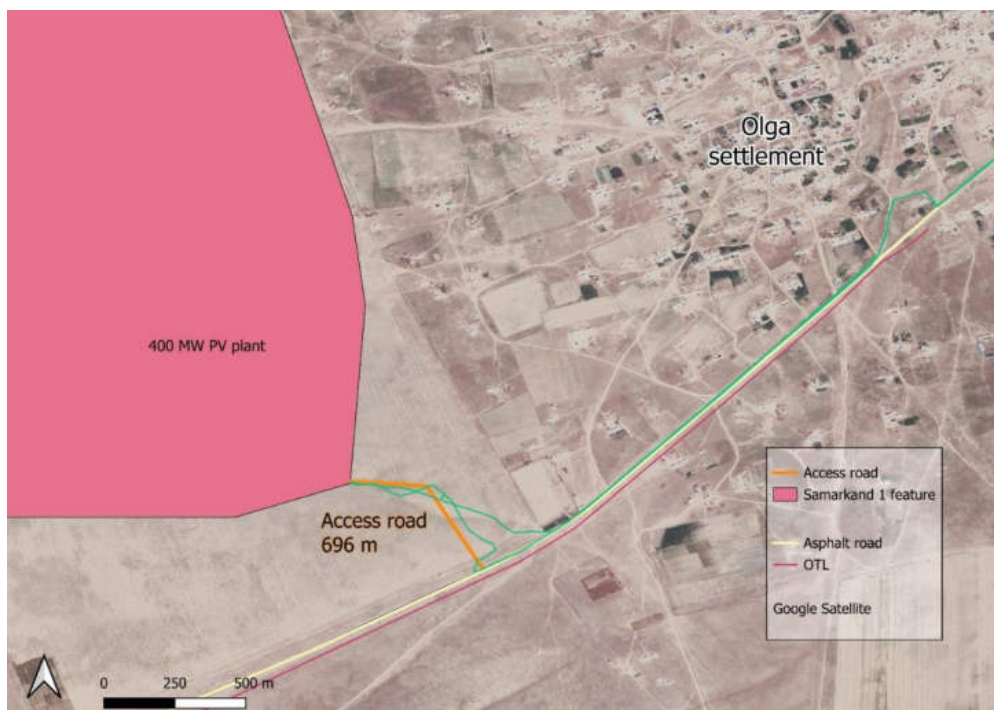 Olga
settlement
400 MW PV plant
Access road
696 m
Access road
Samarkand 1 feature
Asphalt road
OTL
Google Satellite
0 250 500 m